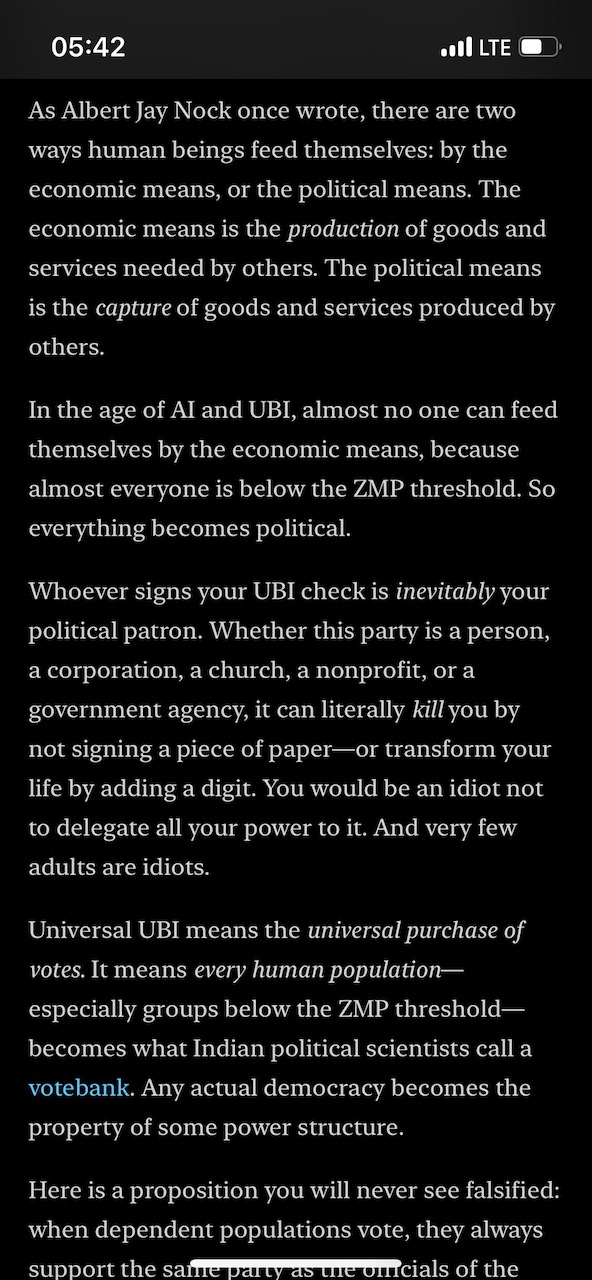 05:42
LTE
As Albert Jay Nock once wrote, there are two
ways human beings feed themselves: by the
economic means, or the political means. The
economic means is the production of goods and
services needed by others. The political means
is the capture of goods and services produced by
others.
In the age of AI and UBI, almost no one can feed
themselves by the economic means, because
almost everyone is below the ZMP threshold. So
everything becomes political.
Whoever signs your UBI check is inevitably your
political patron. Whether this party is a person,
a corporation, a church, a nonprofit, or a
government agency, it can literally kill you by
not signing a piece of paper—or transform your
life by adding a digit. You would be an idiot not
to delegate all your power to it. And very few
adults are idiots.
Universal UBI means the universal purchase of
votes. It means every human population—
especially groups below the ZMP threshold—
becomes what Indian political scientists call a
votebank. Any actual democracy becomes the
property of some power structure.
Here is a proposition you will never see falsified:
when dependent populations vote, they always
support the same party as the officials of the